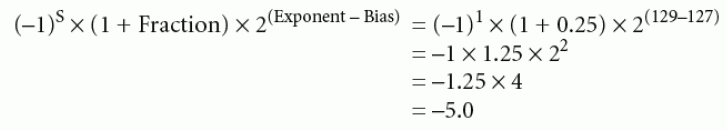 (−1)^S × (1 + Fraction) × 2^(Exponent – Bias) = (−1)^1 × (1 + 0.25) × 2^(129–127)
= −1 × 1.25 × 2^2
= −1.25 × 4
= −5.0